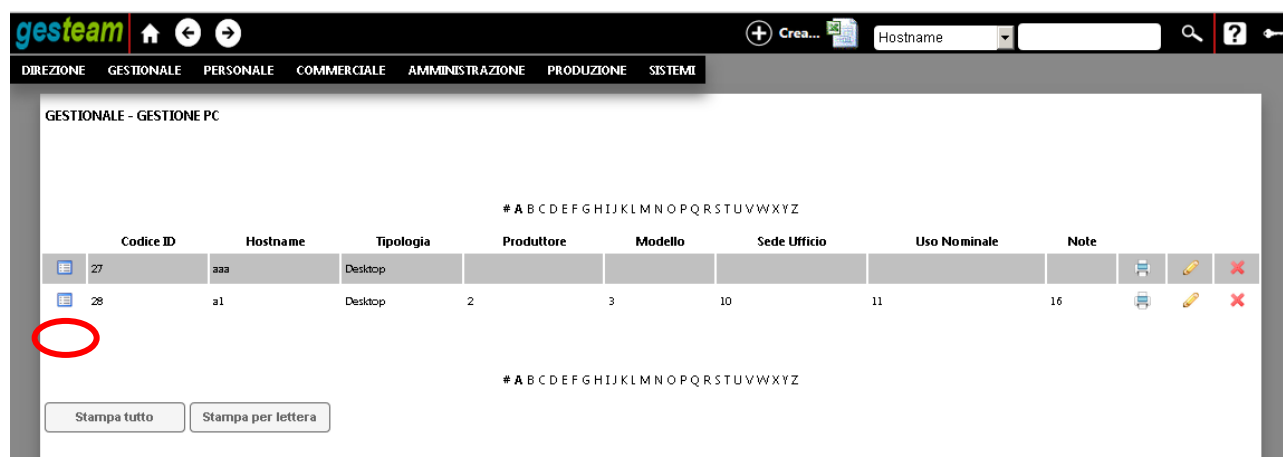 gesteam Crea... Hostname ?
DIREZIONE GESTIONALE PERSONALE COMMERCIALE AMMINISTRAZIONE PRODUZIONE SISTEMI
GESTIONALE - GESTIONE PC
# A B C D E F G H I J K L M N O P Q R S T U V W X Y Z
Codice ID Hostname Tipologia Produttore Modello Sede Ufficio Uso Nominale Note
27 aaa Desktop
28 a1 Desktop 2 3 10 11 16
# A B C D E F G H I J K L M N O P Q R S T U V W X Y Z
Stampa tutto Stampa per lettera